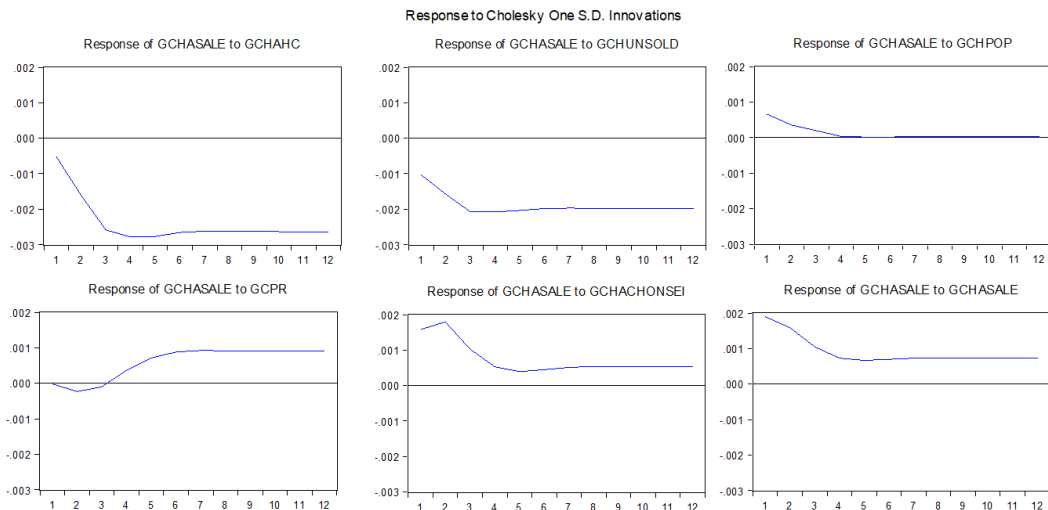 Response to Cholesky One S.D. Innovations
Response of GCHASALE to GCHAHC
.002
.001
.000
-.001
-.002
-.003
1 2 3 4 5 6 7 8 9 10 11 12
Response of GCHASALE to GCHUNSOLD
.002
.001
.000
-.001
-.002
-.003
1 2 3 4 5 6 7 8 9 10 11 12
Response of GCHASALE to GCHPOP
.002
.001
.000
-.001
-.002
-.003
1 2 3 4 5 6 7 8 9 10 11 12
Response of GCHASALE to GCPR
.002
.001
.000
-.001
-.002
-.003
1 2 3 4 5 6 7 8 9 10 11 12
Response of GCHASALE to GCHACHONSEI
.002
.001
.000
-.001
-.002
-.003
1 2 3 4 5 6 7 8 9 10 11 12
Response of GCHASALE to GCHASALE
.002
.001
.000
-.001
-.002
-.003
1 2 3 4 5 6 7 8 9 10 11 12